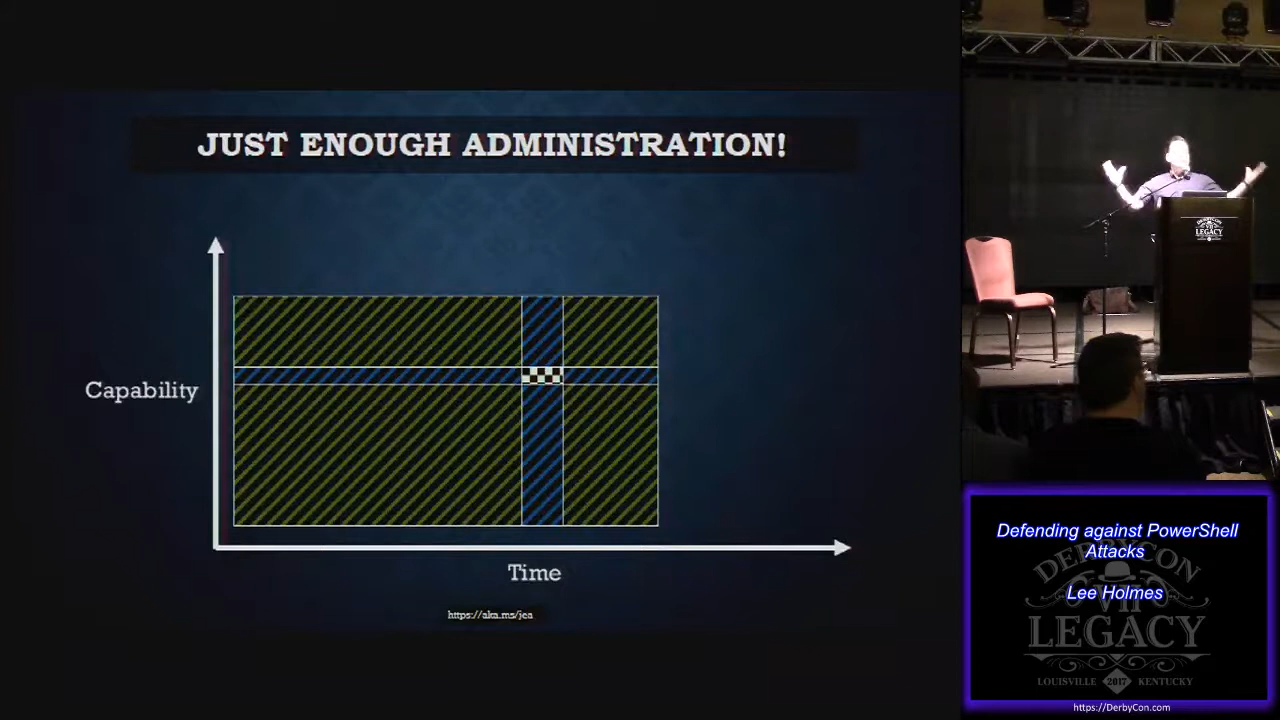 JUST ENOUGH ADMINISTRATION!
Capability
Time
https://aka.ms/jea
LEGACY
Defending against PowerShell
Attacks
Lee Holmes
DERBYCON
VII
LEGACY
LOUISVILLE 2017 KENTUCKY
https://DerbyCon.com